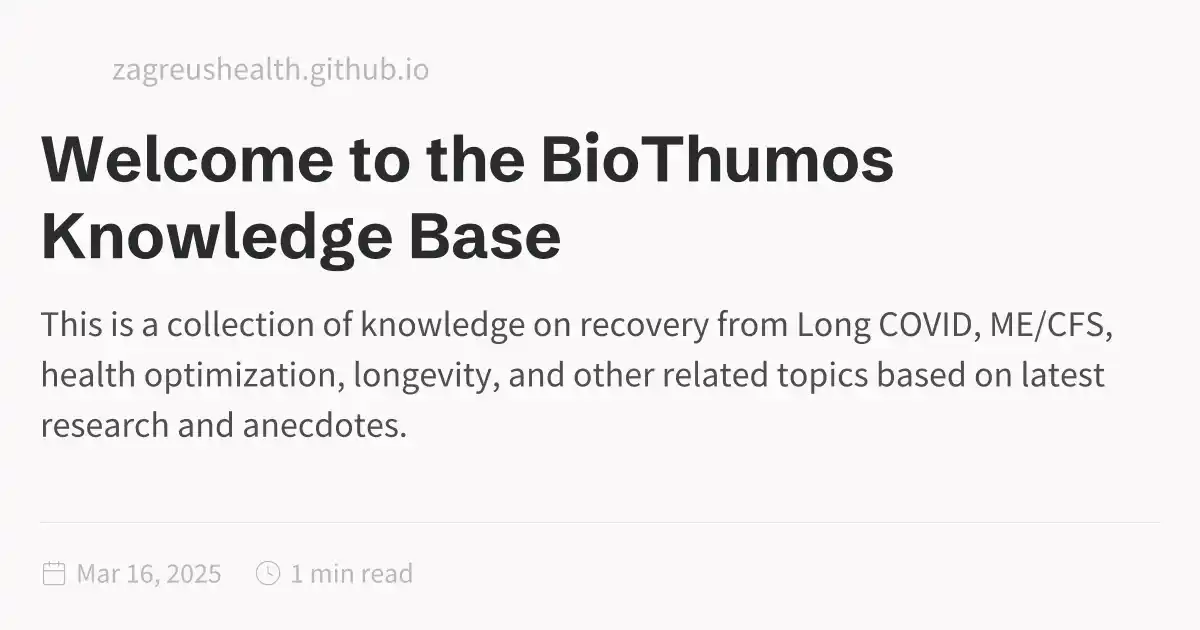 zagreushealth.github.io
Welcome to the BioThumos
Knowledge Base
This is a collection of knowledge on recovery from Long COVID, ME/CFS,
health optimization, longevity, and other related topics based on latest
research and anecdotes.
Mar 16, 2025 1 min read